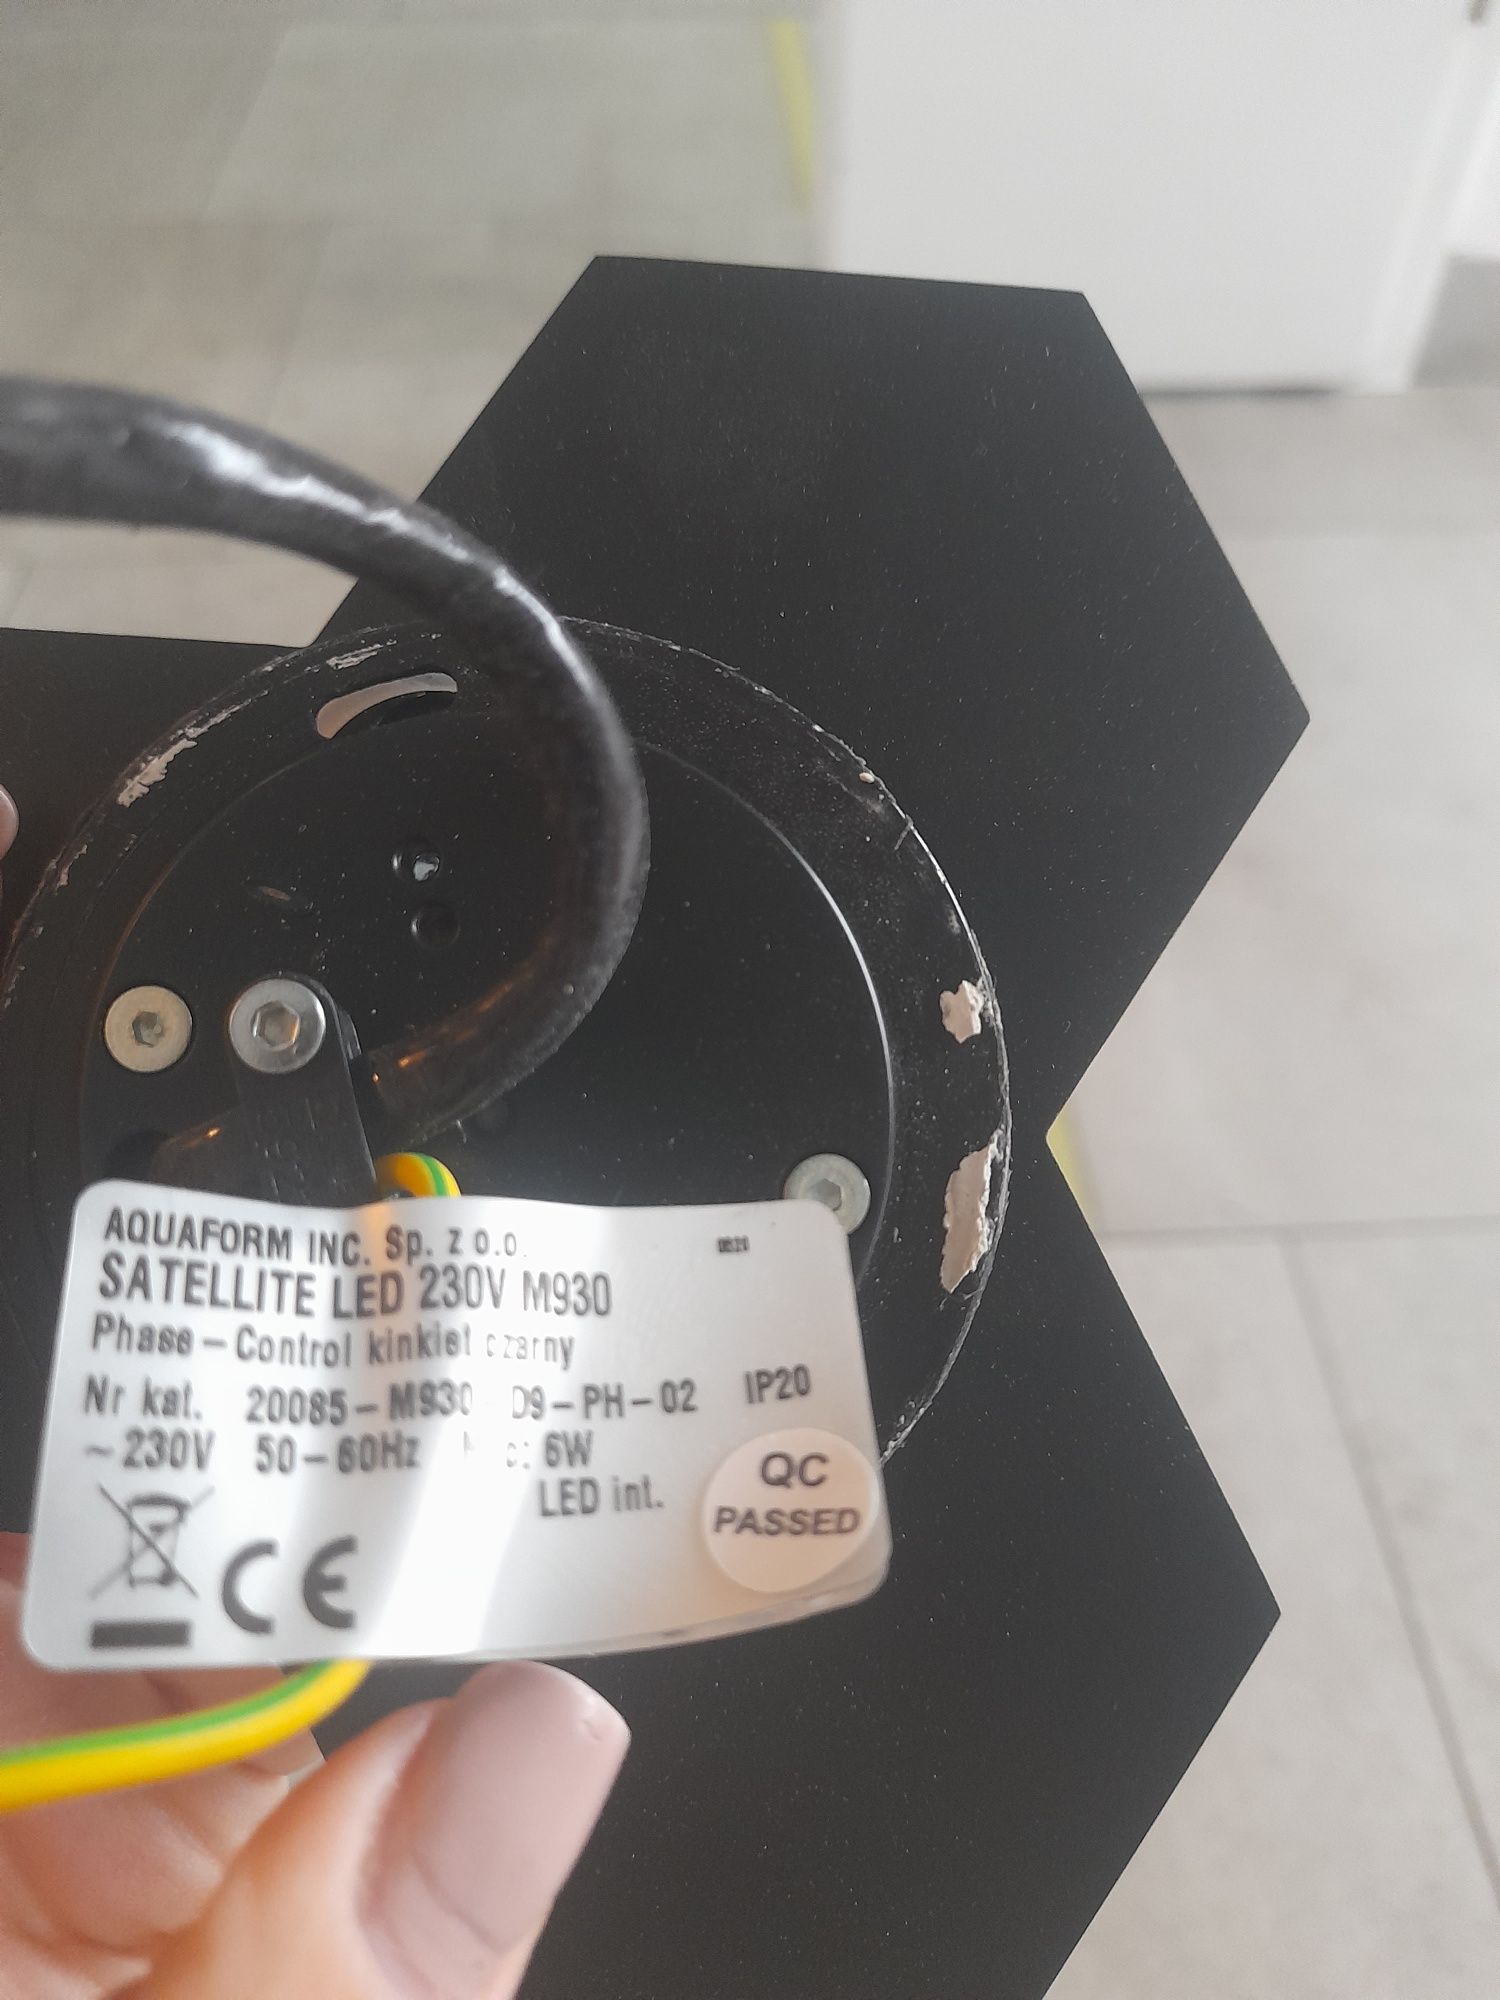 AQUAFORM INC. Sp. z o.o.
SATELLITE LED 230V M930
Phase-Control kinkiet czarny
Nr kat. 20085-M930 D9-PH-02 IP20
~230V 50-60Hz 6W
LED int.
QC
PASSED
CE